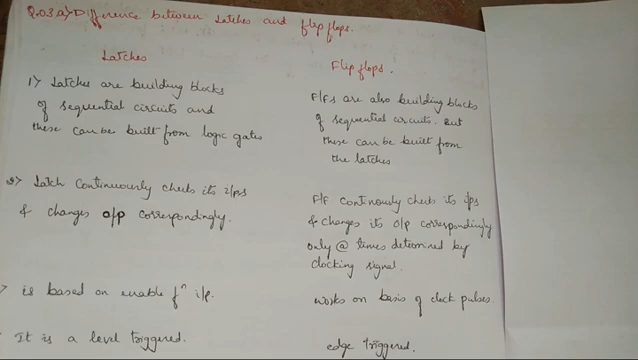 Q.03 a) Difference between Latches and flip flops.
Latches
Flip flops.
1) Latches are building blocks
of sequential circuits and
these can be built from logic gates
F/Fs are also building blocks
of sequential circuits. But
these can be built from
the latches
2) Latch Continuously checks its i/ps
& changes o/p correspondingly.
F/F continously checks its i/ps
& changes its o/p correspondingly
only @ times determined by
clocking signal.
is based on enable fⁿ i/p.
works on basis of clock pulses.
It is a level triggered.
edge triggered.